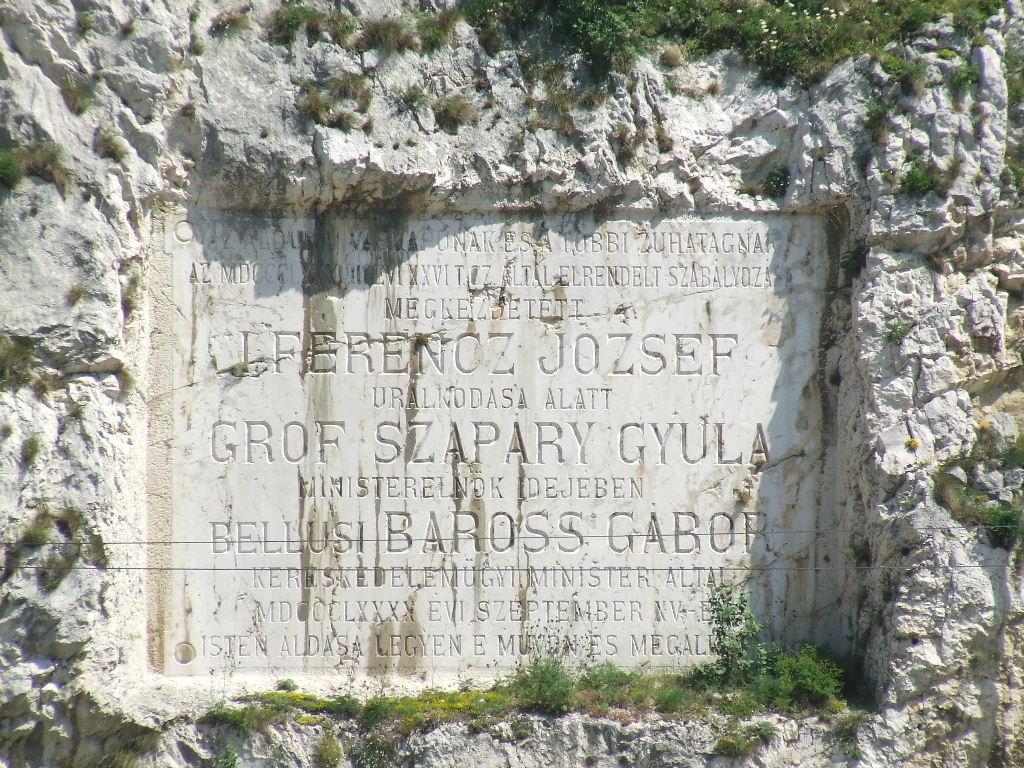 AZ ALDUNAI VASKAPUNAK ÉS A TÖBBI ZUHATAGNAK
AZ MDCCCLXXXVIII ÉVI XXVI T.CZ. ÁLTAL ELRENDELT SZABÁLYOZÁSA
MEGKEZDETETT
I. FERENCZ JÓZSEF
URALKODÁSA ALATT
GRÓF SZAPÁRY GYULA
MINISTERELNÖK IDEJÉBEN
BELLUSI BAROSS GÁBOR
KERESKEDELEMÜGYI MINISTER ÁLTAL
MDCCCLXXXX ÉVI SZEPTEMBER XV-ÉN
ISTEN ÁLDÁSA LEGYEN E MŰVÖN ÉS